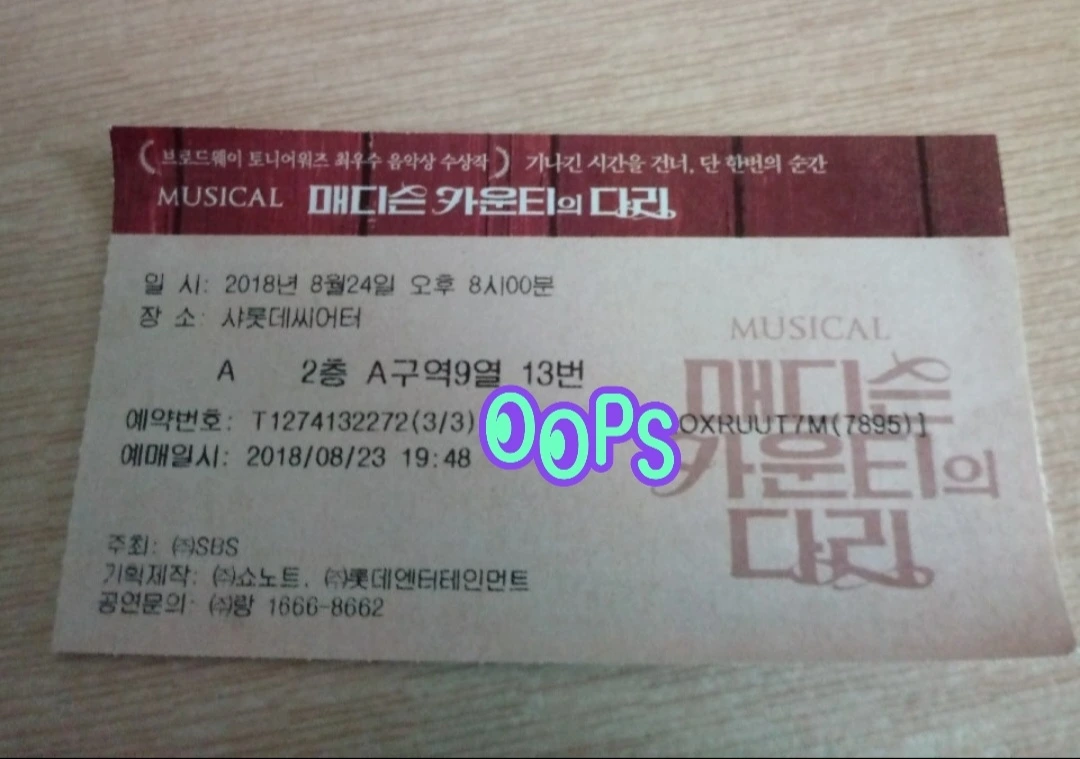 (브로드웨이 토니어워즈 최우수 음악상 수상작) 기나긴 시간을 건너, 단 한번의 순간
MUSICAL 매디슨 카운티의 다리
일 시: 2018년 8월24일 오후 8시00분
장 소: 샤롯데씨어터
A 2층 A구역9열 13번
예약번호: T1274132272(3/3) OOPS OXRUUT7M(7895)]
예매일시: 2018/08/23 19:48
주최: ㈜SBS
기획제작: ㈜쇼노트, ㈜롯데엔터테인먼트
공연문의: ㈜랑 1666-8662
MUSICAL
매디슨
카운티의
다리